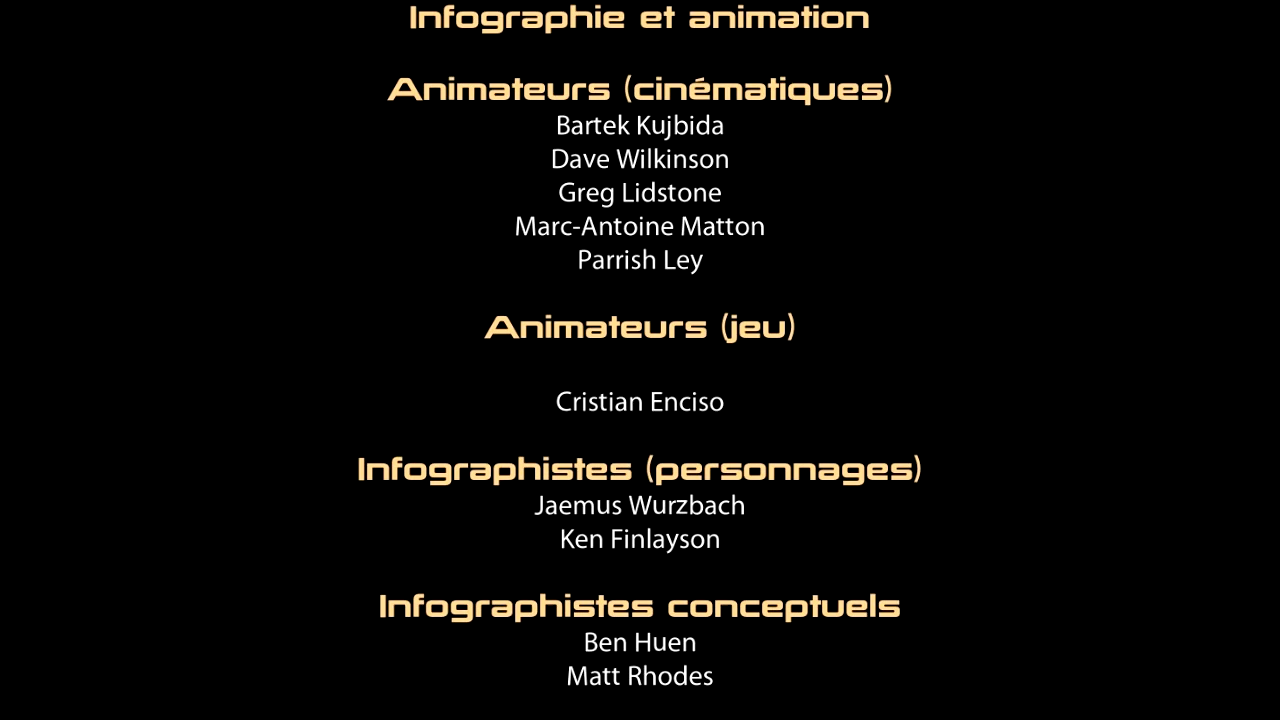 Infographie et animation
Animateurs (cinématiques)
Bartek Kujbida
Dave Wilkinson
Greg Lidstone
Marc-Antoine Matton
Parrish Ley
Animateurs (jeu)
Cristian Enciso
Infographistes (personnages)
Jaemus Wurzbach
Ken Finlayson
Infographistes conceptuels
Ben Huen
Matt Rhodes